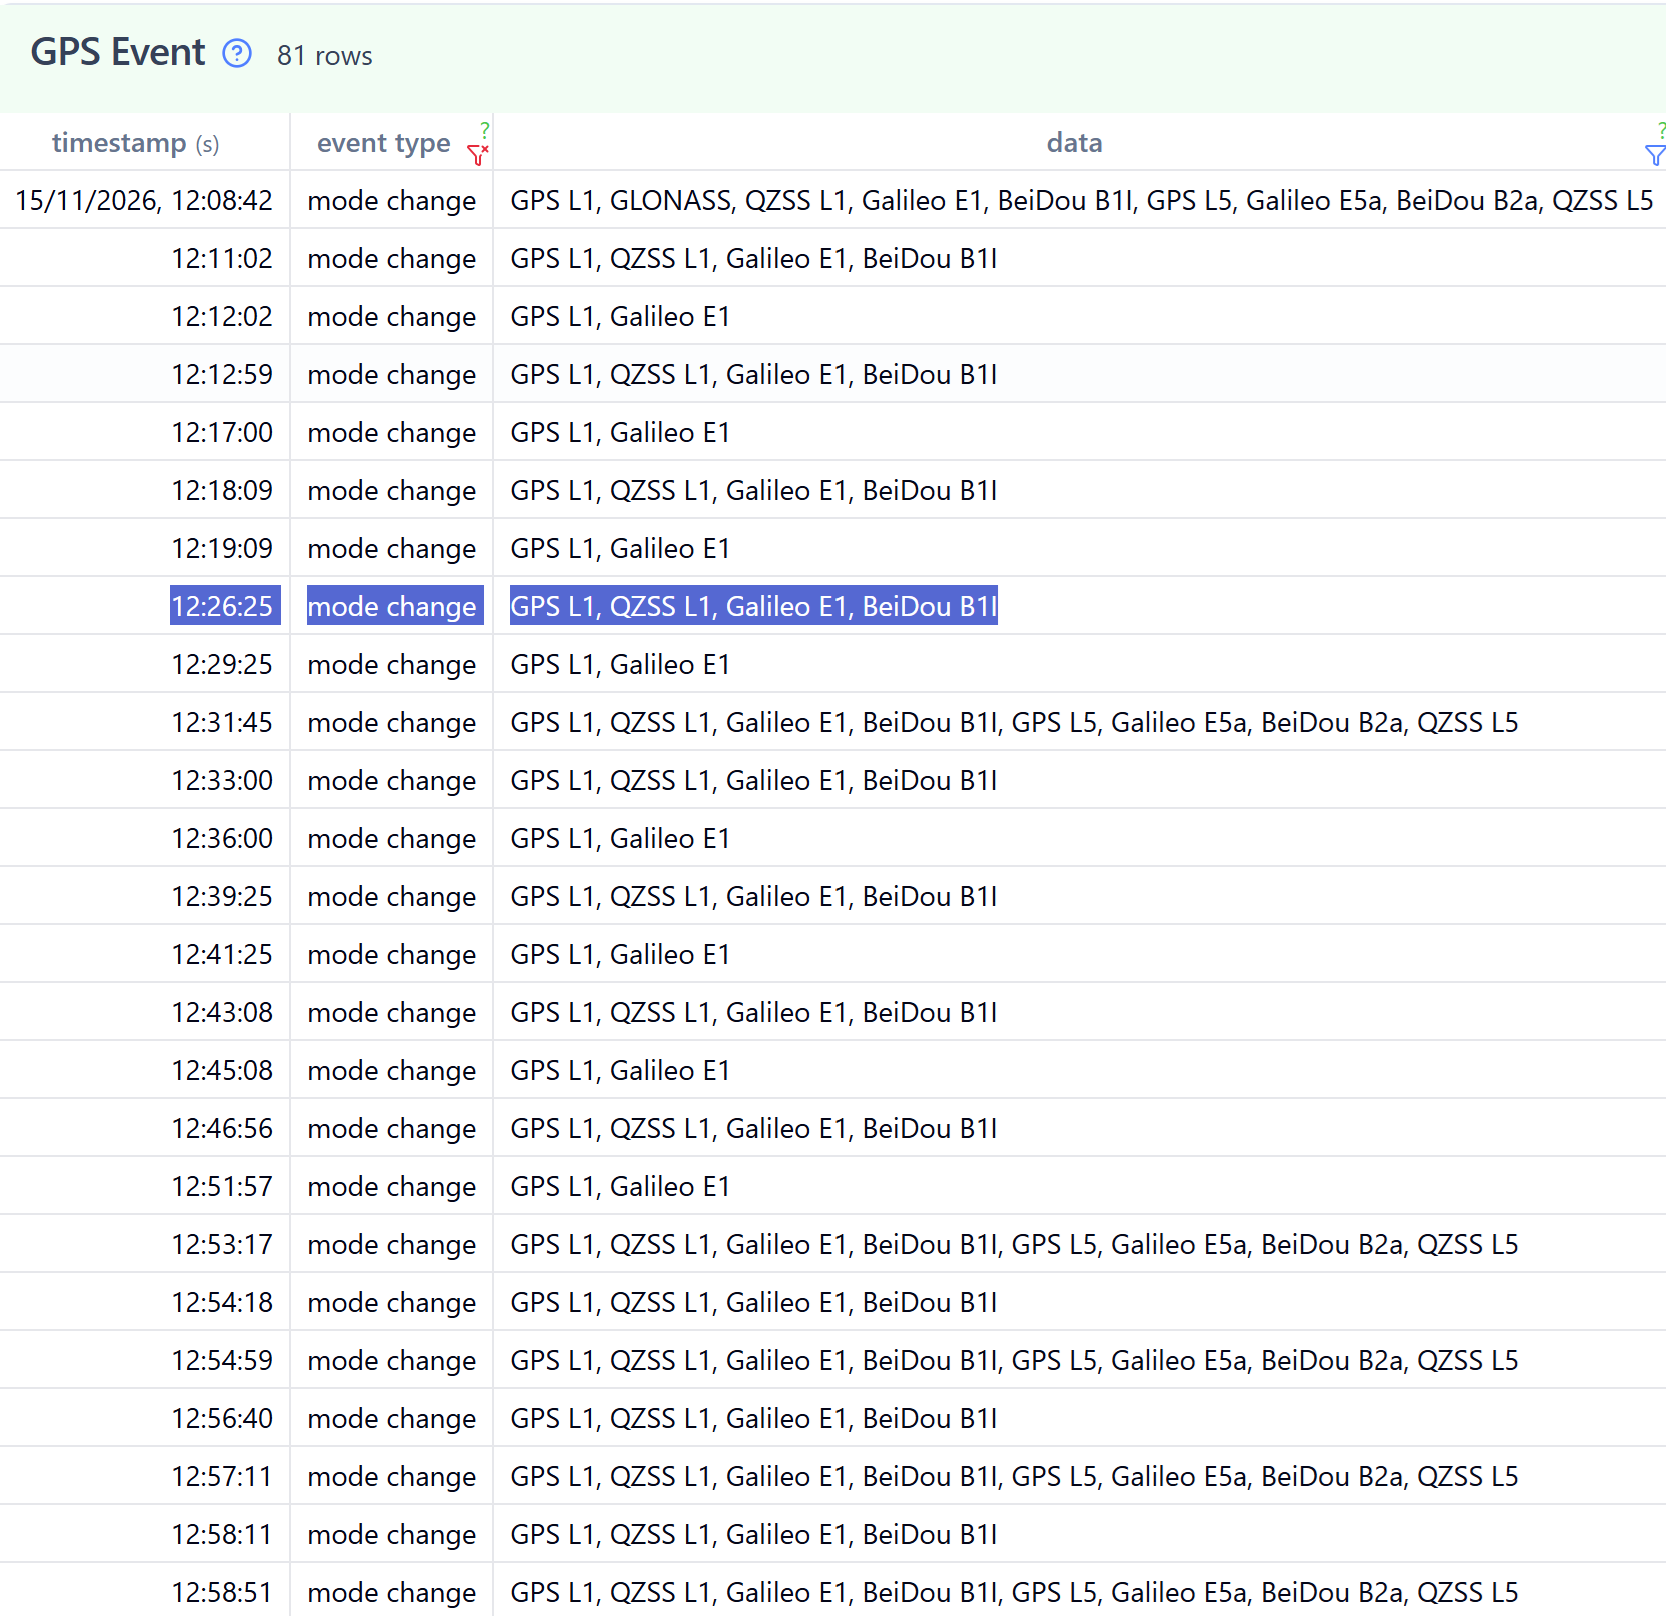 GPS Event ? 81 rows
timestamp (s) event type ? data ?
15/11/2026, 12:08:42 mode change GPS L1, GLONASS, QZSS L1, Galileo E1, BeiDou B1I, GPS L5, Galileo E5a, BeiDou B2a, QZSS L5
12:11:02 mode change GPS L1, QZSS L1, Galileo E1, BeiDou B1I
12:12:02 mode change GPS L1, Galileo E1
12:12:59 mode change GPS L1, QZSS L1, Galileo E1, BeiDou B1I
12:17:00 mode change GPS L1, Galileo E1
12:18:09 mode change GPS L1, QZSS L1, Galileo E1, BeiDou B1I
12:19:09 mode change GPS L1, Galileo E1
12:26:25 mode change GPS L1, QZSS L1, Galileo E1, BeiDou B1I
12:29:25 mode change GPS L1, Galileo E1
12:31:45 mode change GPS L1, QZSS L1, Galileo E1, BeiDou B1I, GPS L5, Galileo E5a, BeiDou B2a, QZSS L5
12:33:00 mode change GPS L1, QZSS L1, Galileo E1, BeiDou B1I
12:36:00 mode change GPS L1, Galileo E1
12:39:25 mode change GPS L1, QZSS L1, Galileo E1, BeiDou B1I
12:41:25 mode change GPS L1, Galileo E1
12:43:08 mode change GPS L1, QZSS L1, Galileo E1, BeiDou B1I
12:45:08 mode change GPS L1, Galileo E1
12:46:56 mode change GPS L1, QZSS L1, Galileo E1, BeiDou B1I
12:51:57 mode change GPS L1, Galileo E1
12:53:17 mode change GPS L1, QZSS L1, Galileo E1, BeiDou B1I, GPS L5, Galileo E5a, BeiDou B2a, QZSS L5
12:54:18 mode change GPS L1, QZSS L1, Galileo E1, BeiDou B1I
12:54:59 mode change GPS L1, QZSS L1, Galileo E1, BeiDou B1I, GPS L5, Galileo E5a, BeiDou B2a, QZSS L5
12:56:40 mode change GPS L1, QZSS L1, Galileo E1, BeiDou B1I
12:57:11 mode change GPS L1, QZSS L1, Galileo E1, BeiDou B1I, GPS L5, Galileo E5a, BeiDou B2a, QZSS L5
12:58:11 mode change GPS L1, QZSS L1, Galileo E1, BeiDou B1I
12:58:51 mode change GPS L1, QZSS L1, Galileo E1, BeiDou B1I, GPS L5, Galileo E5a, BeiDou B2a, QZSS L5